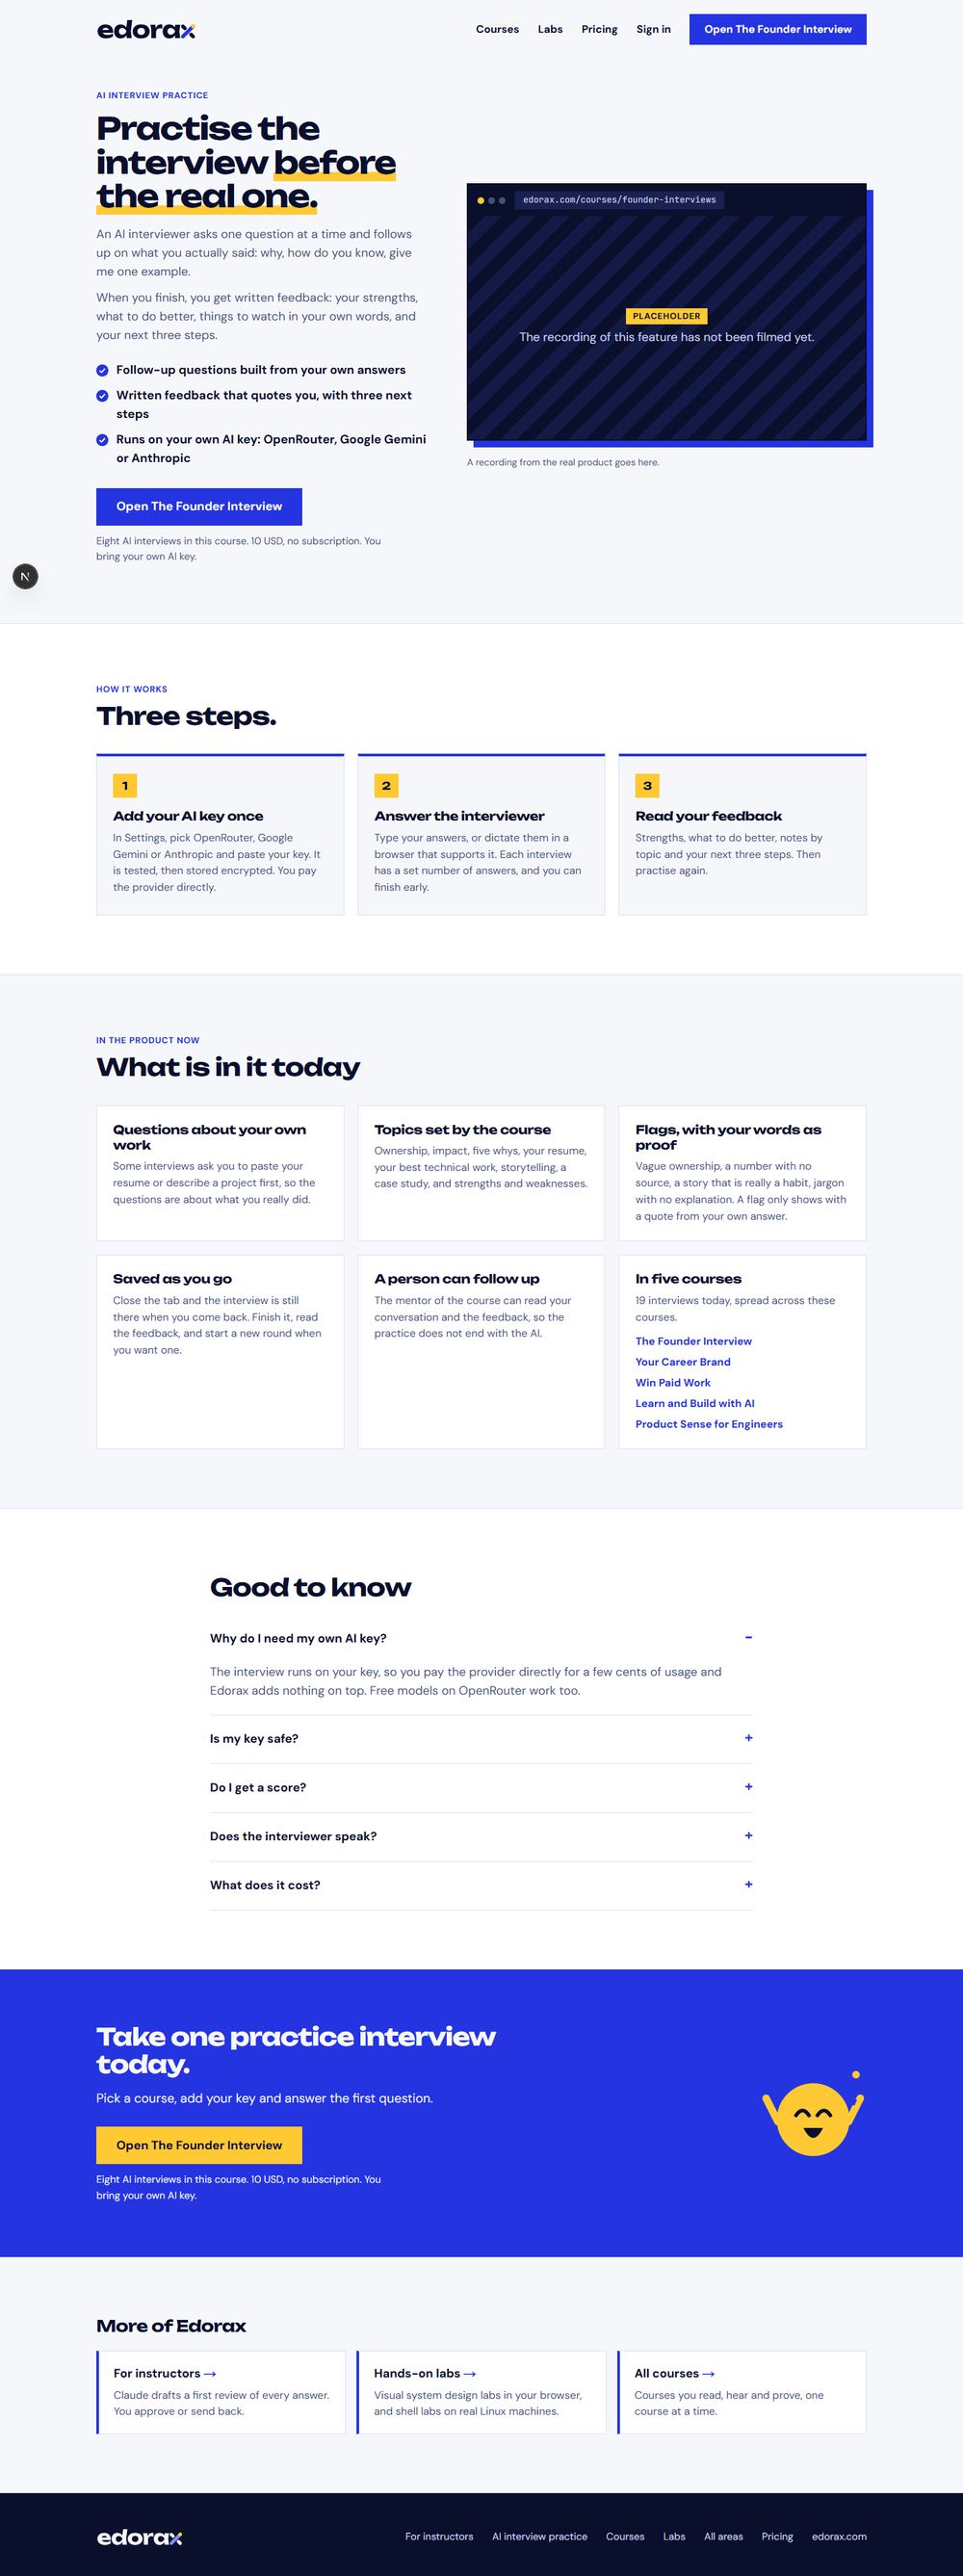 edorax
Courses Labs Pricing Sign in Open The Founder Interview
AI INTERVIEW PRACTICE
Practise the
interview before
the real one.
An AI interviewer asks one question at a time and follows
up on what you actually said: why, how do you know, give
me one example.
When you finish, you get written feedback: your strengths,
what to do better, things to watch in your own words, and
your next three steps.
Follow-up questions built from your own answers
Written feedback that quotes you, with three next
steps
Runs on your own AI key: OpenRouter, Google Gemini
or Anthropic
Open The Founder Interview
Eight AI interviews in this course. 10 USD, no subscription. You
bring your own AI key.
edorax.com/courses/founder-interviews
PLACEHOLDER
The recording of this feature has not been filmed yet.
A recording from the real product goes here.
N
HOW IT WORKS
Three steps.
1
Add your AI key once
In Settings, pick OpenRouter, Google
Gemini or Anthropic and paste your key. It
is tested, then stored encrypted. You pay
the provider directly.
2
Answer the interviewer
Type your answers, or dictate them in a
browser that supports it. Each interview
has a set number of answers, and you can
finish early.
3
Read your feedback
Strengths, what to do better, notes by
topic and your next three steps. Then
practise again.
IN THE PRODUCT NOW
What is in it today
Questions about your own
work
Some interviews ask you to paste your
resume or describe a project first, so the
questions are about what you really did.
Topics set by the course
Ownership, impact, five whys, your resume,
your best technical work, storytelling, a
case study, and strengths and weaknesses.
Flags, with your words as
proof
Vague ownership, a number with no
source, a story that is really a habit, jargon
with no explanation. A flag only shows with
a quote from your own answer.
Saved as you go
Close the tab and the interview is still
there when you come back. Finish it, read
the feedback, and start a new round when
you want one.
A person can follow up
The mentor of the course can read your
conversation and the feedback, so the
practice does not end with the AI.
In five courses
19 interviews today, spread across these
courses.
The Founder Interview
Your Career Brand
Win Paid Work
Learn and Build with AI
Product Sense for Engineers
Good to know
Why do I need my own AI key? −
The interview runs on your key, so you pay the provider directly for a few cents of usage and
Edorax adds nothing on top. Free models on OpenRouter work too.
Is my key safe? +
Do I get a score? +
Does the interviewer speak? +
What does it cost? +
Take one practice interview
today.
Pick a course, add your key and answer the first question.
Open The Founder Interview
Eight AI interviews in this course. 10 USD, no subscription. You
bring your own AI key.
More of Edorax
For instructors →
Claude drafts a first review of every answer.
You approve or send back.
Hands-on labs →
Visual system design labs in your browser,
and shell labs on real Linux machines.
All courses →
Courses you read, hear and prove, one
course at a time.
edorax
For instructors AI interview practice Courses Labs All areas Pricing edorax.com